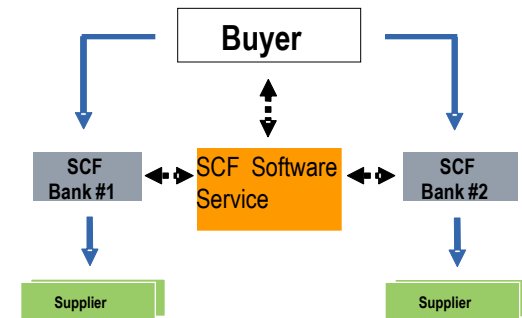 Buyer
SCF
Bank #1
SCF Software
Service
SCF
Bank #2
Supplier
Supplier